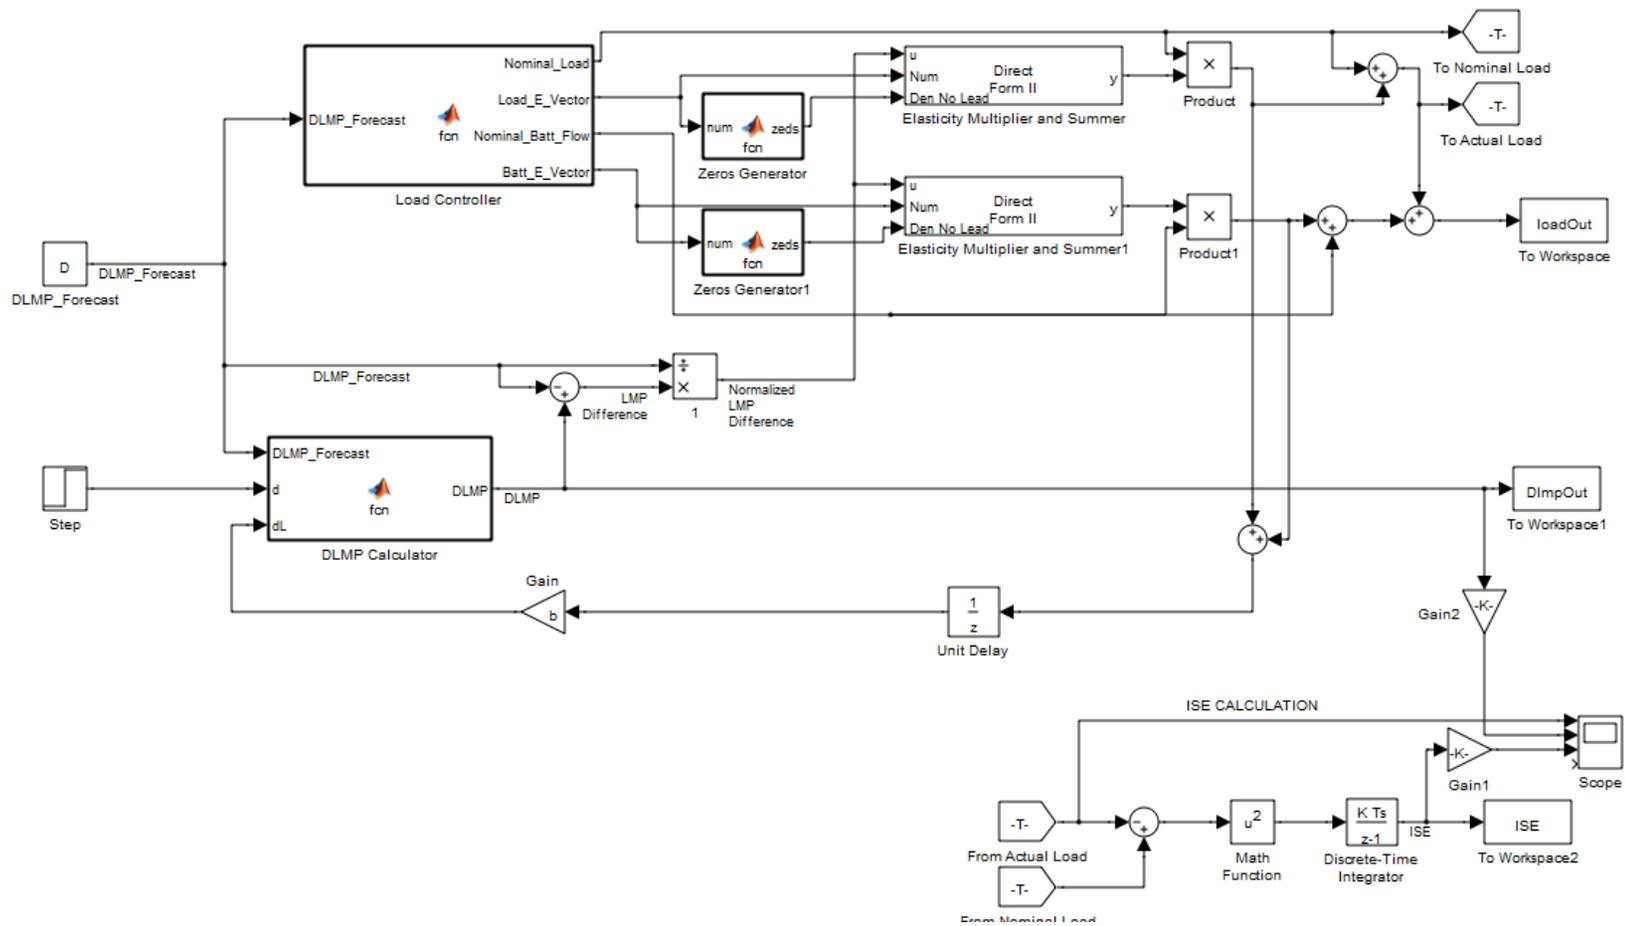 -T-
To Nominal Load
Nominal_Load
Load_E_Vector
Nominal_Batt_Flow
Batt_E_Vector
DLMP_Forecast
fcn
Load Controller
num
zeds
fcn
Zeros Generator
num
zeds
fcn
Zeros Generator1
u
Num
Den No Lead
Direct
Form II
y
Elasticity Multiplier and Summer
u
Num
Den No Lead
Direct
Form II
y
Elasticity Multiplier and Summer1
×
Product
×
Product1
+
+
-T-
To Actual Load
+
+
+
+
loadOut
To Workspace
D
DLMP_Forecast
DLMP_Forecast
DLMP_Forecast
-
+
LMP
Difference
÷
×
1
Normalized
LMP
Difference
Step
DLMP_Forecast
d
dL
DLMP
fcn
DLMP Calculator
DLMP
DlmpOut
To Workspace1
+
+
Gain
b
1
z
Unit Delay
-K-
Gain2
ISE CALCULATION
-K-
Gain1
Scope
-T-
From Actual Load
-
+
u2
Math
Function
K Ts
z-1
Discrete-Time
Integrator
ISE
ISE
To Workspace2
-T-
From Nominal Load